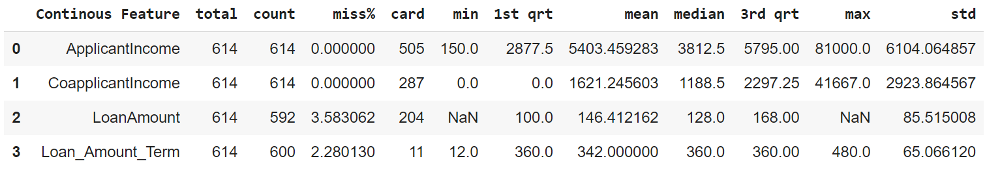 Continous Feature total count miss% card min 1st qrt mean median 3rd qrt max std
0 ApplicantIncome 614 614 0.000000 505 150.0 2877.5 5403.459283 3812.5 5795.00 81000.0 6104.064857
1 CoapplicantIncome 614 614 0.000000 287 0.0 0.0 1621.245603 1188.5 2297.25 41667.0 2923.864567
2 LoanAmount 614 592 3.583062 204 NaN 100.0 146.412162 128.0 168.00 NaN 85.515008
3 Loan_Amount_Term 614 600 2.280130 11 12.0 360.0 342.000000 360.0 360.00 480.0 65.066120